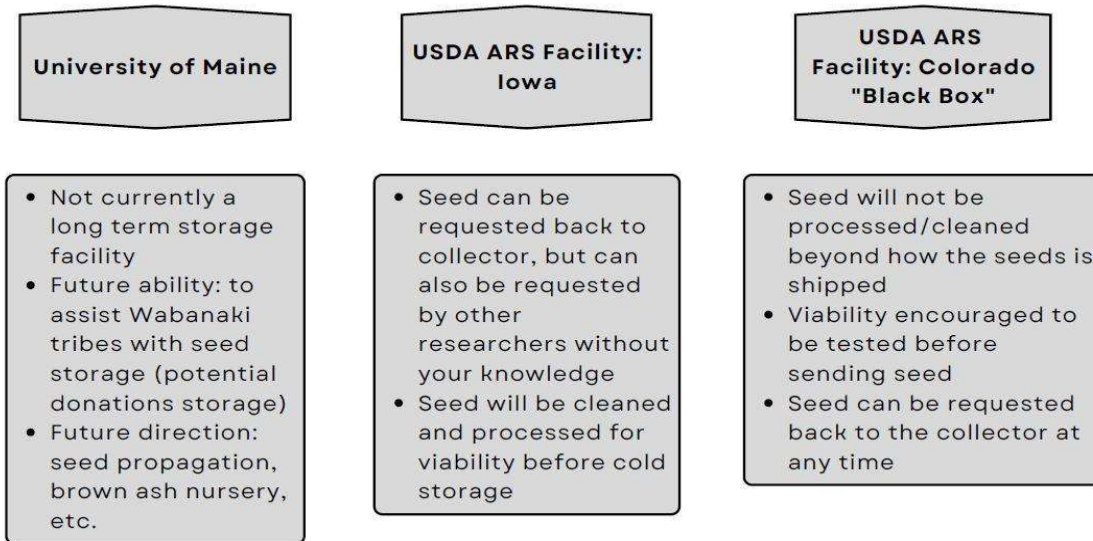 University of Maine
• Not currently a
long term storage
facility
• Future ability: to
assist Wabanaki
tribes with seed
storage (potential
donations storage)
• Future direction:
seed propagation,
brown ash nursery,
etc.
USDA ARS Facility:
Iowa
• Seed can be
requested back to
collector, but can
also be requested
by other
researchers without
your knowledge
• Seed will be cleaned
and processed for
viability before cold
storage
USDA ARS
Facility: Colorado
"Black Box"
• Seed will not be
processed/cleaned
beyond how the seeds is
shipped
• Viability encouraged to
be tested before
sending seed
• Seed can be requested
back to the collector at
any time